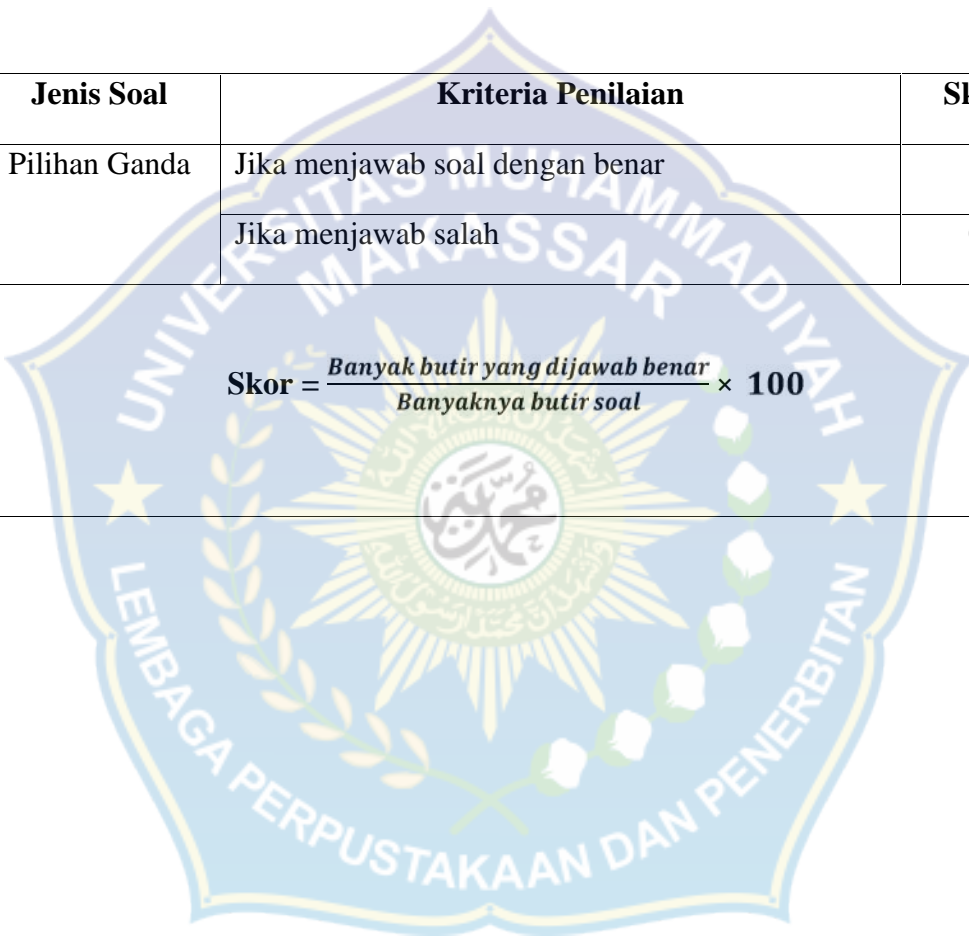 Jenis Soal Kriteria Penilaian
Pilihan Ganda Jika menjawab soal dengan benar
Jika menjawab salah
Skor = Banyak butir yang dijawab benar / Banyaknya butir soal × 100
UNIVERSITAS MUHAMMADIYAH
MAKASSAR
LEMBAGA PERPUSTAKAAN DAN PENERBITAN